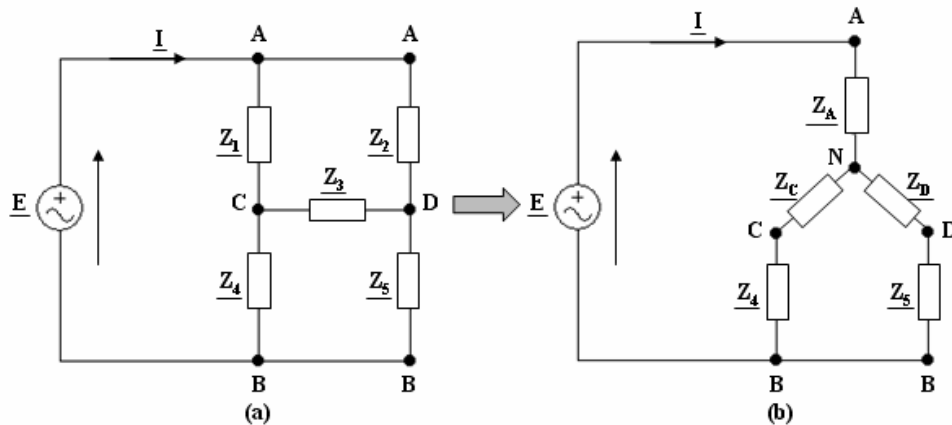 I A A I A
Z1 Z2 ZA
Z3 N
E C D E ZC ZD
C D
Z4 Z5 Z4 Z5
B B B B
(a) (b)